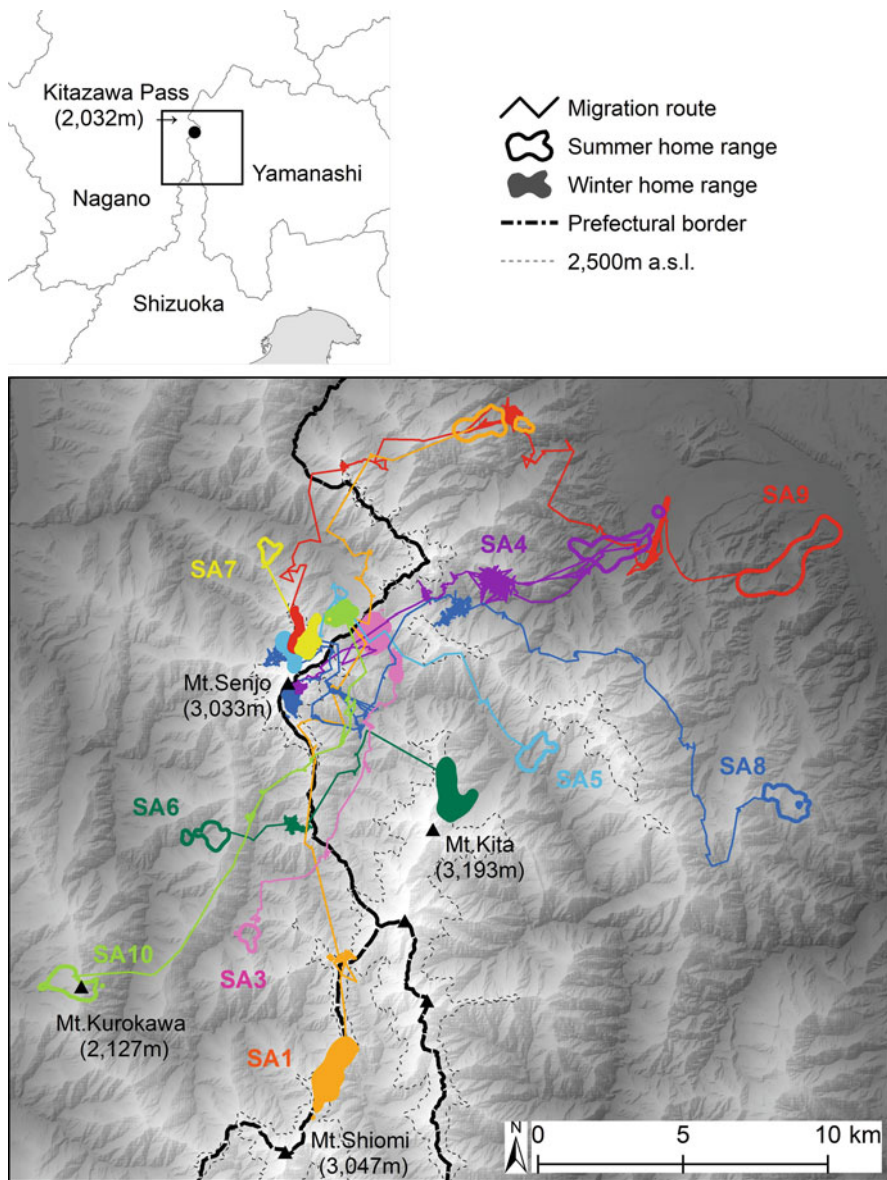 Kitazawa Pass
(2,032m) →
Nagano
Yamanashi
Shizuoka
Migration route
Summer home range
Winter home range
Prefectural border
2,500m a.s.l.
SA9
SA4
SA7
Mt.Senjo
(3,033m)
SA5
SA8
SA6
Mt.Kita
(3,193m)
SA10
SA3
Mt.Kurokawa
(2,127m)
SA1
Mt.Shiomi
(3,047m)
N
0 5 10 km